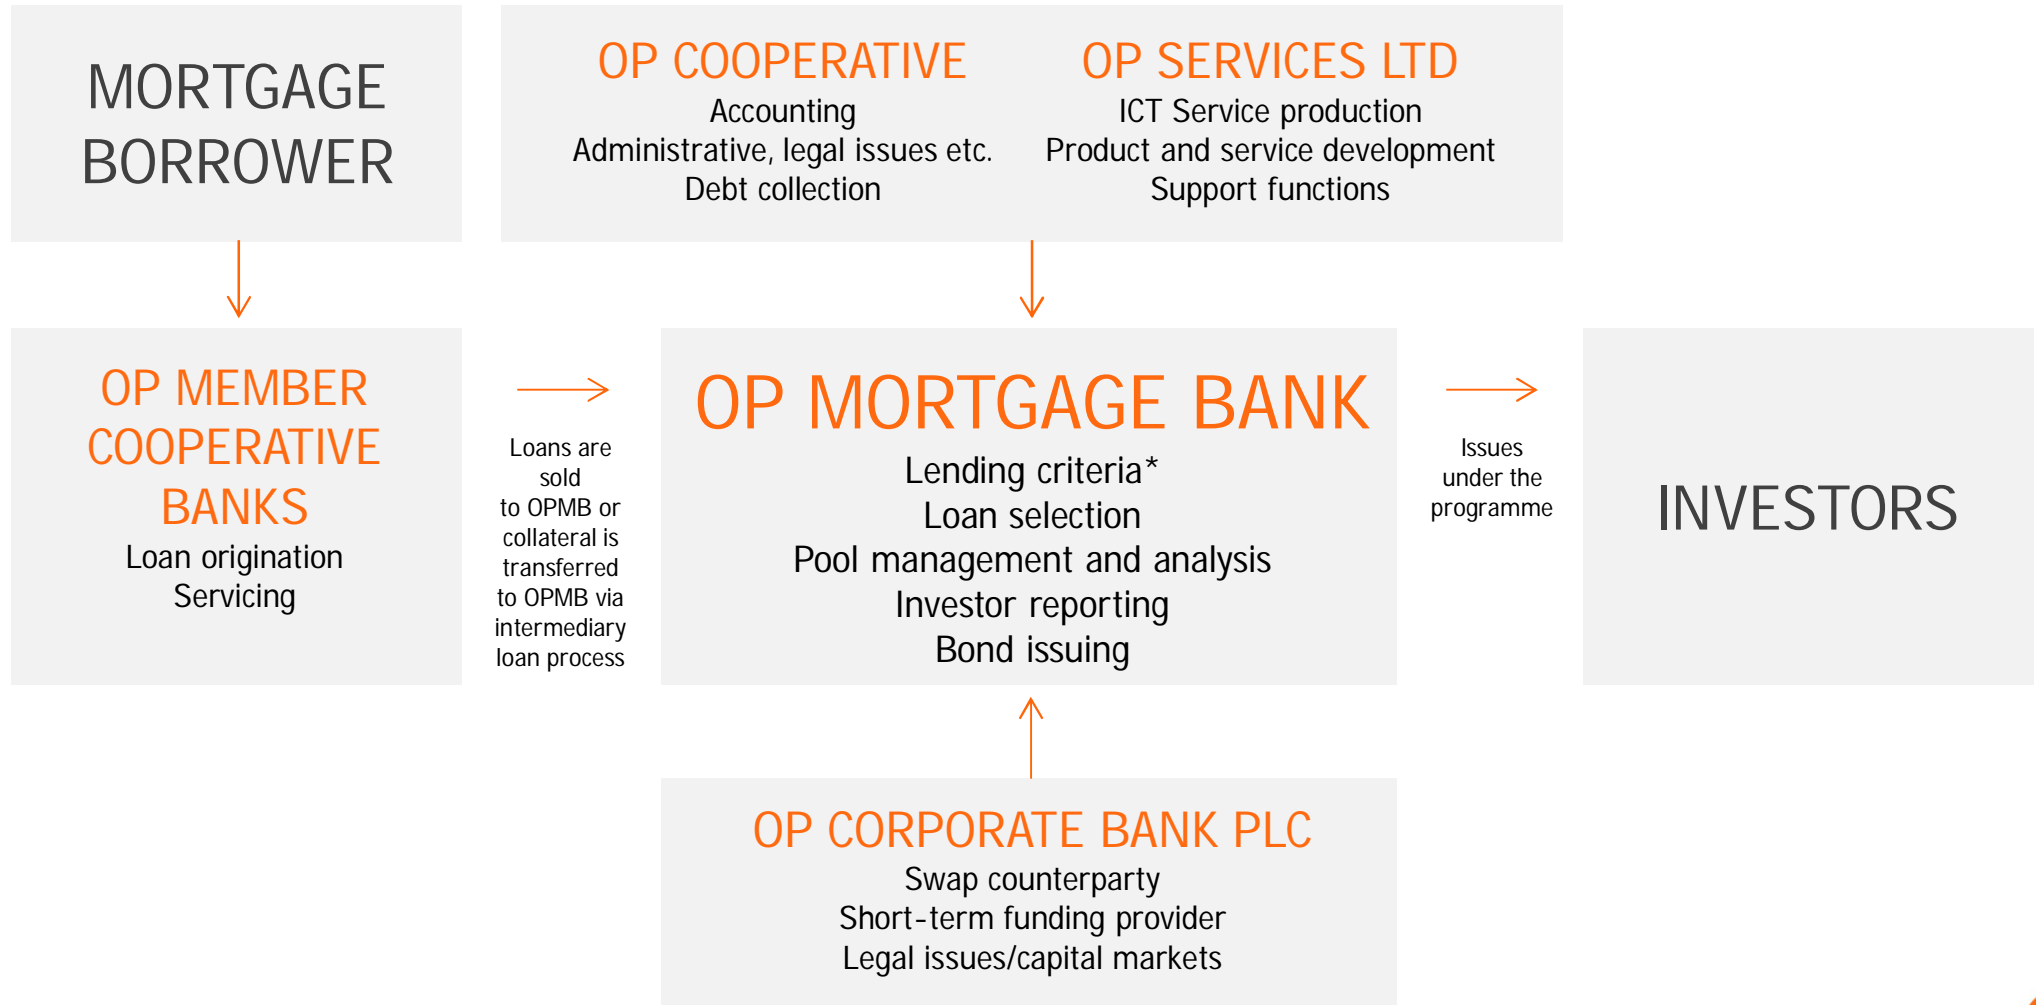 MORTGAGE
BORROWER
OP COOPERATIVE
Accounting
Administrative, legal issues etc.
Debt collection
OP SERVICES LTD
ICT Service production
Product and service development
Support functions
OP MEMBER
COOPERATIVE
BANKS
Loan origination
Servicing
Loans are
sold
to OPMB or
collateral is
transferred
to OPMB via
intermediary
loan process
OP MORTGAGE BANK
Lending criteria*
Loan selection
Pool management and analysis
Investor reporting
Bond issuing
Issues
under the
programme
INVESTORS
OP CORPORATE BANK PLC
Swap counterparty
Short-term funding provider
Legal issues/capital markets